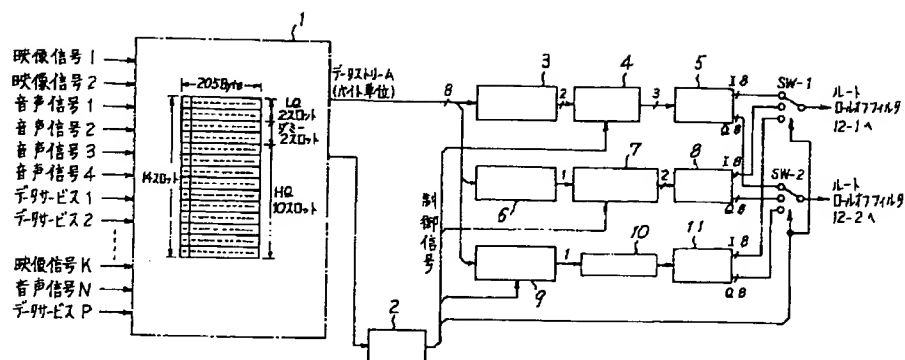 映像信号1
映像信号2
音声信号1
音声信号2
音声信号3
音声信号4
データサービス1
データサービス2
映像信号K
音声信号N
データサービスP
1
205Byte
14スロット
LQ
2スロット
ダミー
2スロット
HQ
10スロット
データストリーム
(バイト単位)
8
3
2
4
3
5
I 8
Q 8
SW-1
ルート
ロールオフフィルタ
12-1へ
6
1
7
2
8
I 8
Q 8
SW-2
ルート
ロールオフフィルタ
12-2へ
制御信号
9
1
10
11
I 8
Q 8
2